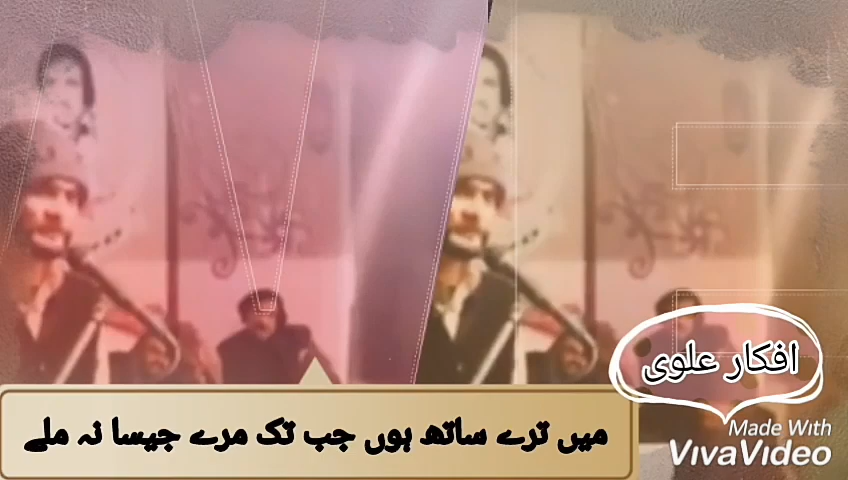 افکار علوی
میں ترے ساتھ ہوں جب تک مرے جیسا نہ ملے
Made With
VivaVideo